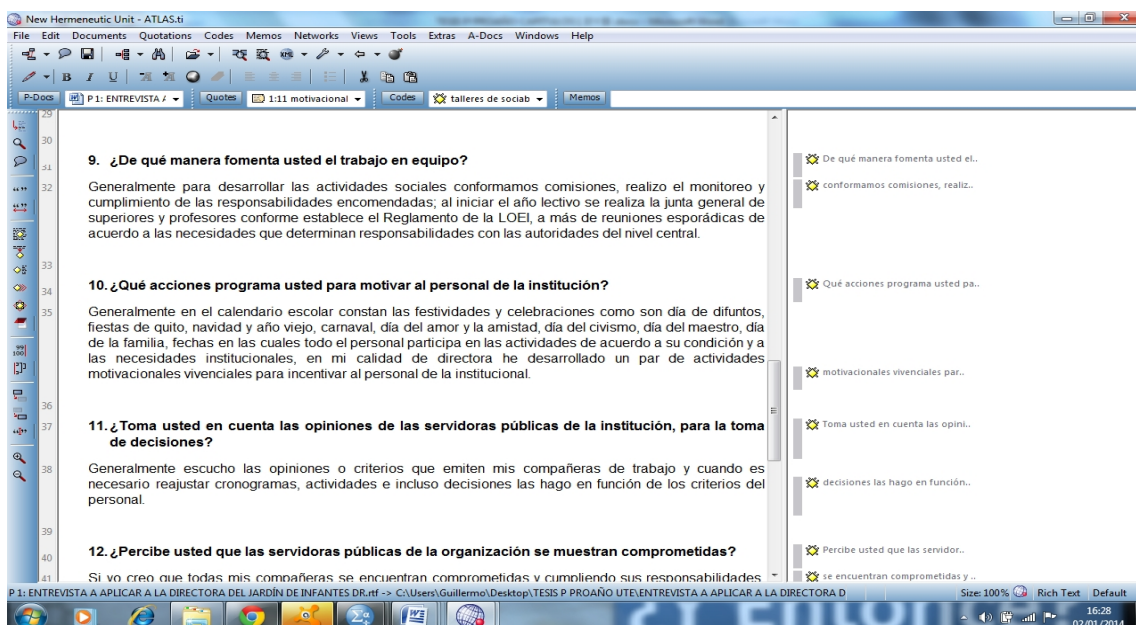 New Hermeneutic Unit - ATLAS.ti
File Edit Documents Quotations Codes Memos Networks Views Tools Extras A-Docs Windows Help
B I U
P-Docs P 1: ENTREVISTA / Quotes 1:11 motivacional Codes talleres de sociab Memos
29
30
31 9. ¿De qué manera fomenta usted el trabajo en equipo? De qué manera fomenta usted el..
32 Generalmente para desarrollar las actividades sociales conformamos comisiones, realizo el monitoreo y conformamos comisiones, realiz..
cumplimiento de las responsabilidades encomendadas; al iniciar el año lectivo se realiza la junta general de
superiores y profesores conforme establece el Reglamento de la LOEI, a más de reuniones esporádicas de
acuerdo a las necesidades que determinan responsabilidades con las autoridades del nivel central.
33
34 10. ¿Qué acciones programa usted para motivar al personal de la institución? Qué acciones programa usted pa..
35 Generalmente en el calendario escolar constan las festividades y celebraciones como son día de difuntos,
fiestas de quito, navidad y año viejo, carnaval, día del amor y la amistad, día del civismo, día del maestro, día
de la familia, fechas en las cuales todo el personal participa en las actividades de acuerdo a su condición y a
las necesidades institucionales, en mi calidad de directora he desarrollado un par de actividades
motivacionales vivenciales para incentivar al personal de la institucional. motivacionales vivenciales par..
36
37 11. ¿Toma usted en cuenta las opiniones de las servidoras públicas de la institución, para la toma Toma usted en cuenta las opini..
de decisiones?
38 Generalmente escucho las opiniones o criterios que emiten mis compañeras de trabajo y cuando es
necesario reajustar cronogramas, actividades e incluso decisiones las hago en función de los criterios del decisiones las hago en función..
personal.
39
40 12. ¿Percibe usted que las servidoras públicas de la organización se muestran comprometidas? Percibe usted que las servidor..
41 Si yo creo que todas mis compañeras se encuentran comprometidas y cumpliendo sus responsabilidades se encuentran comprometidas y ..
P 1: ENTREVISTA A APLICAR A LA DIRECTORA DEL JARDÍN DE INFANTES DR.rtf -> C:\Users\Guillermo\Desktop\TESIS P PROAÑO UTE\ENTREVISTA A APLICAR A LA DIRECTORA D Size: 100% Rich Text Default
16:28
02/01/2014